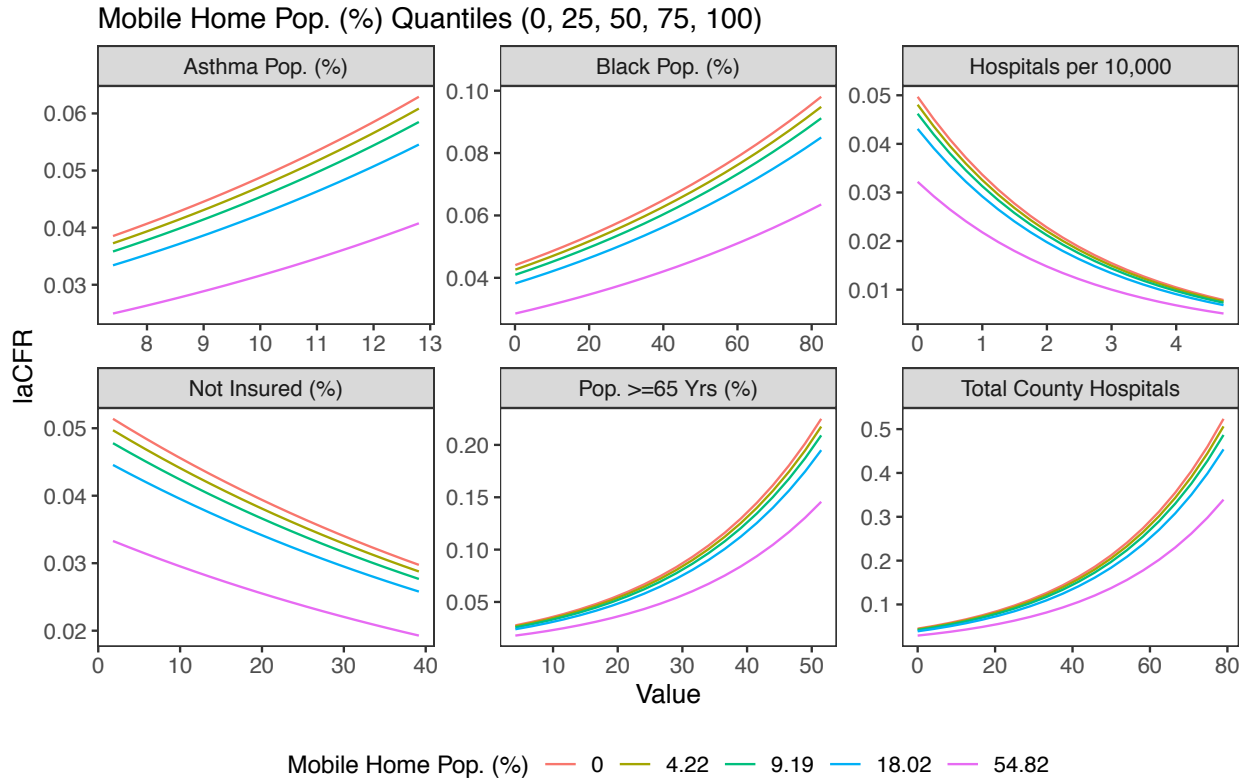 Mobile Home Pop. (%) Quantiles (0, 25, 50, 75, 100)
Asthma Pop. (%)
Black Pop. (%)
Hospitals per 10,000
0.06
0.05
0.04
0.03
8 9 10 11 12 13
0.10
0.08
0.06
0.04
0 20 40 60 80
0.05
0.04
0.03
0.02
0.01
0 1 2 3 4
laCFR
Not Insured (%)
Pop. >=65 Yrs (%)
Total County Hospitals
0.05
0.04
0.03
0.02
0 10 20 30 40
0.20
0.15
0.10
0.05
10 20 30 40 50
0.5
0.4
0.3
0.2
0.1
0 20 40 60 80
Value
Mobile Home Pop. (%) 0 4.22 9.19 18.02 54.82